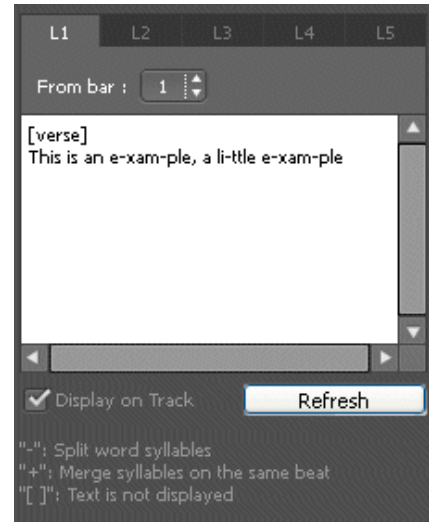 L1 L2 L3 L4 L5
From bar : 1
[verse]
This is an e-xam-ple, a li-ttle e-xam-ple
Display on Track Refresh
"-": Split word syllables
"+": Merge syllables on the same beat
"[ ]": Text is not displayed